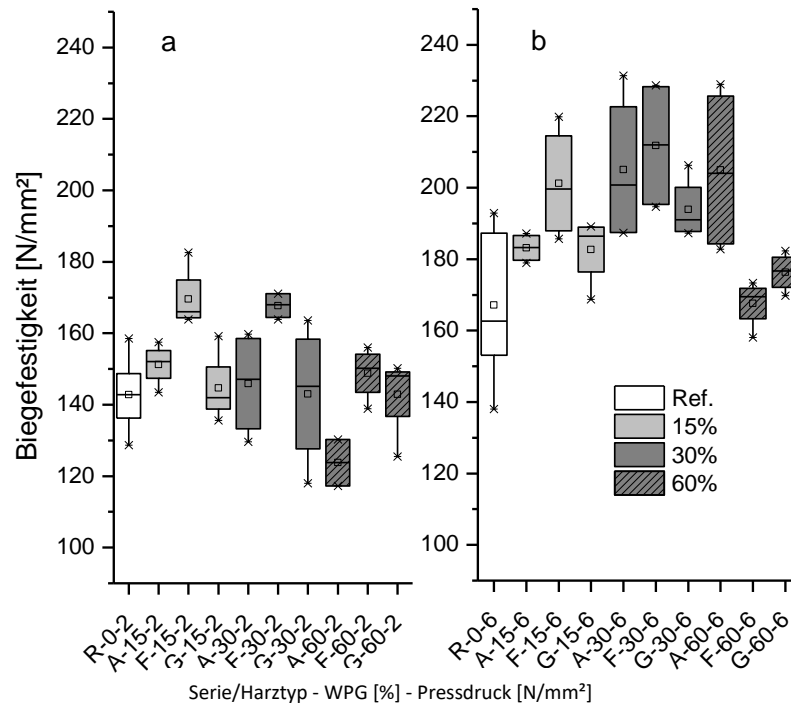 a
b
Biegefestigkeit [N/mm²]
240
220
200
180
160
140
120
100
240
220
200
180
160
140
120
100
Ref.
15%
30%
60%
R-0-2
A-15-2
F-15-2
G-15-2
A-30-2
F-30-2
G-30-2
A-60-2
F-60-2
G-60-2
R-0-6
A-15-6
F-15-6
G-15-6
A-30-6
F-30-6
G-30-6
A-60-6
F-60-6
G-60-6
Serie/Harztyp - WPG [%] - Pressdruck [N/mm²]